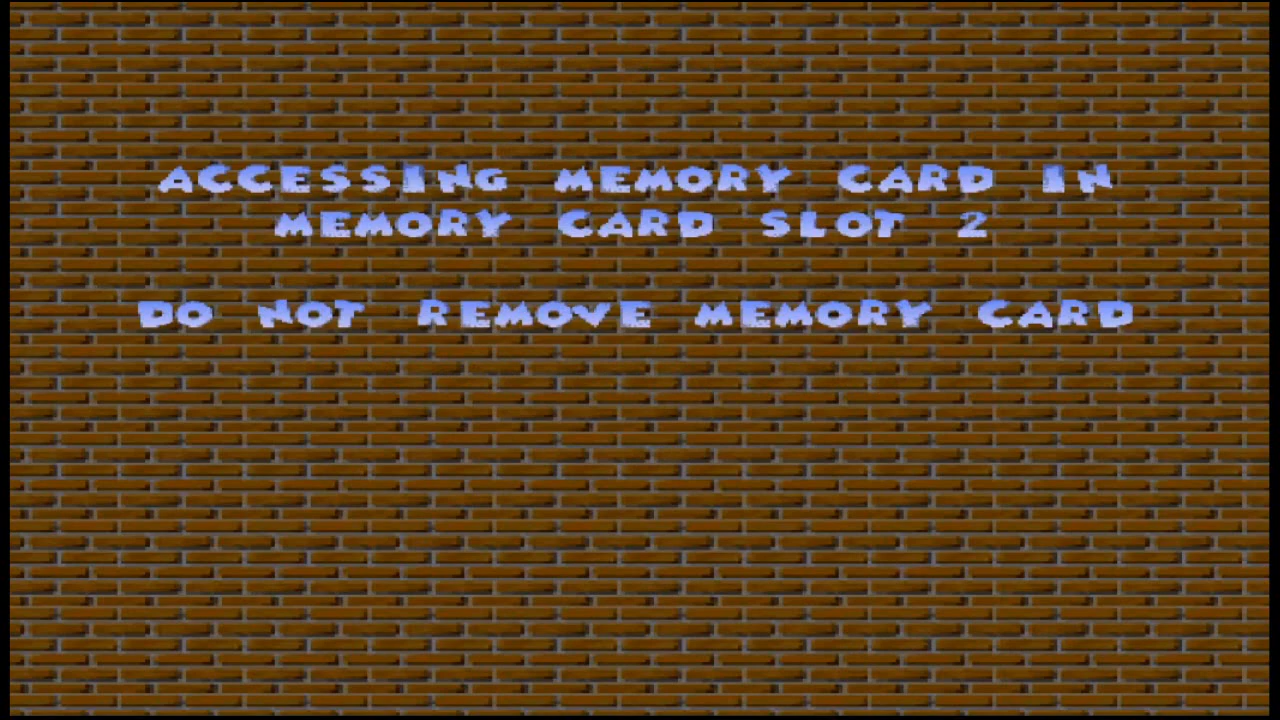 ACCESSING MEMORY CARD IN
MEMORY CARD SLOT 2
DO NOT REMOVE MEMORY CARD